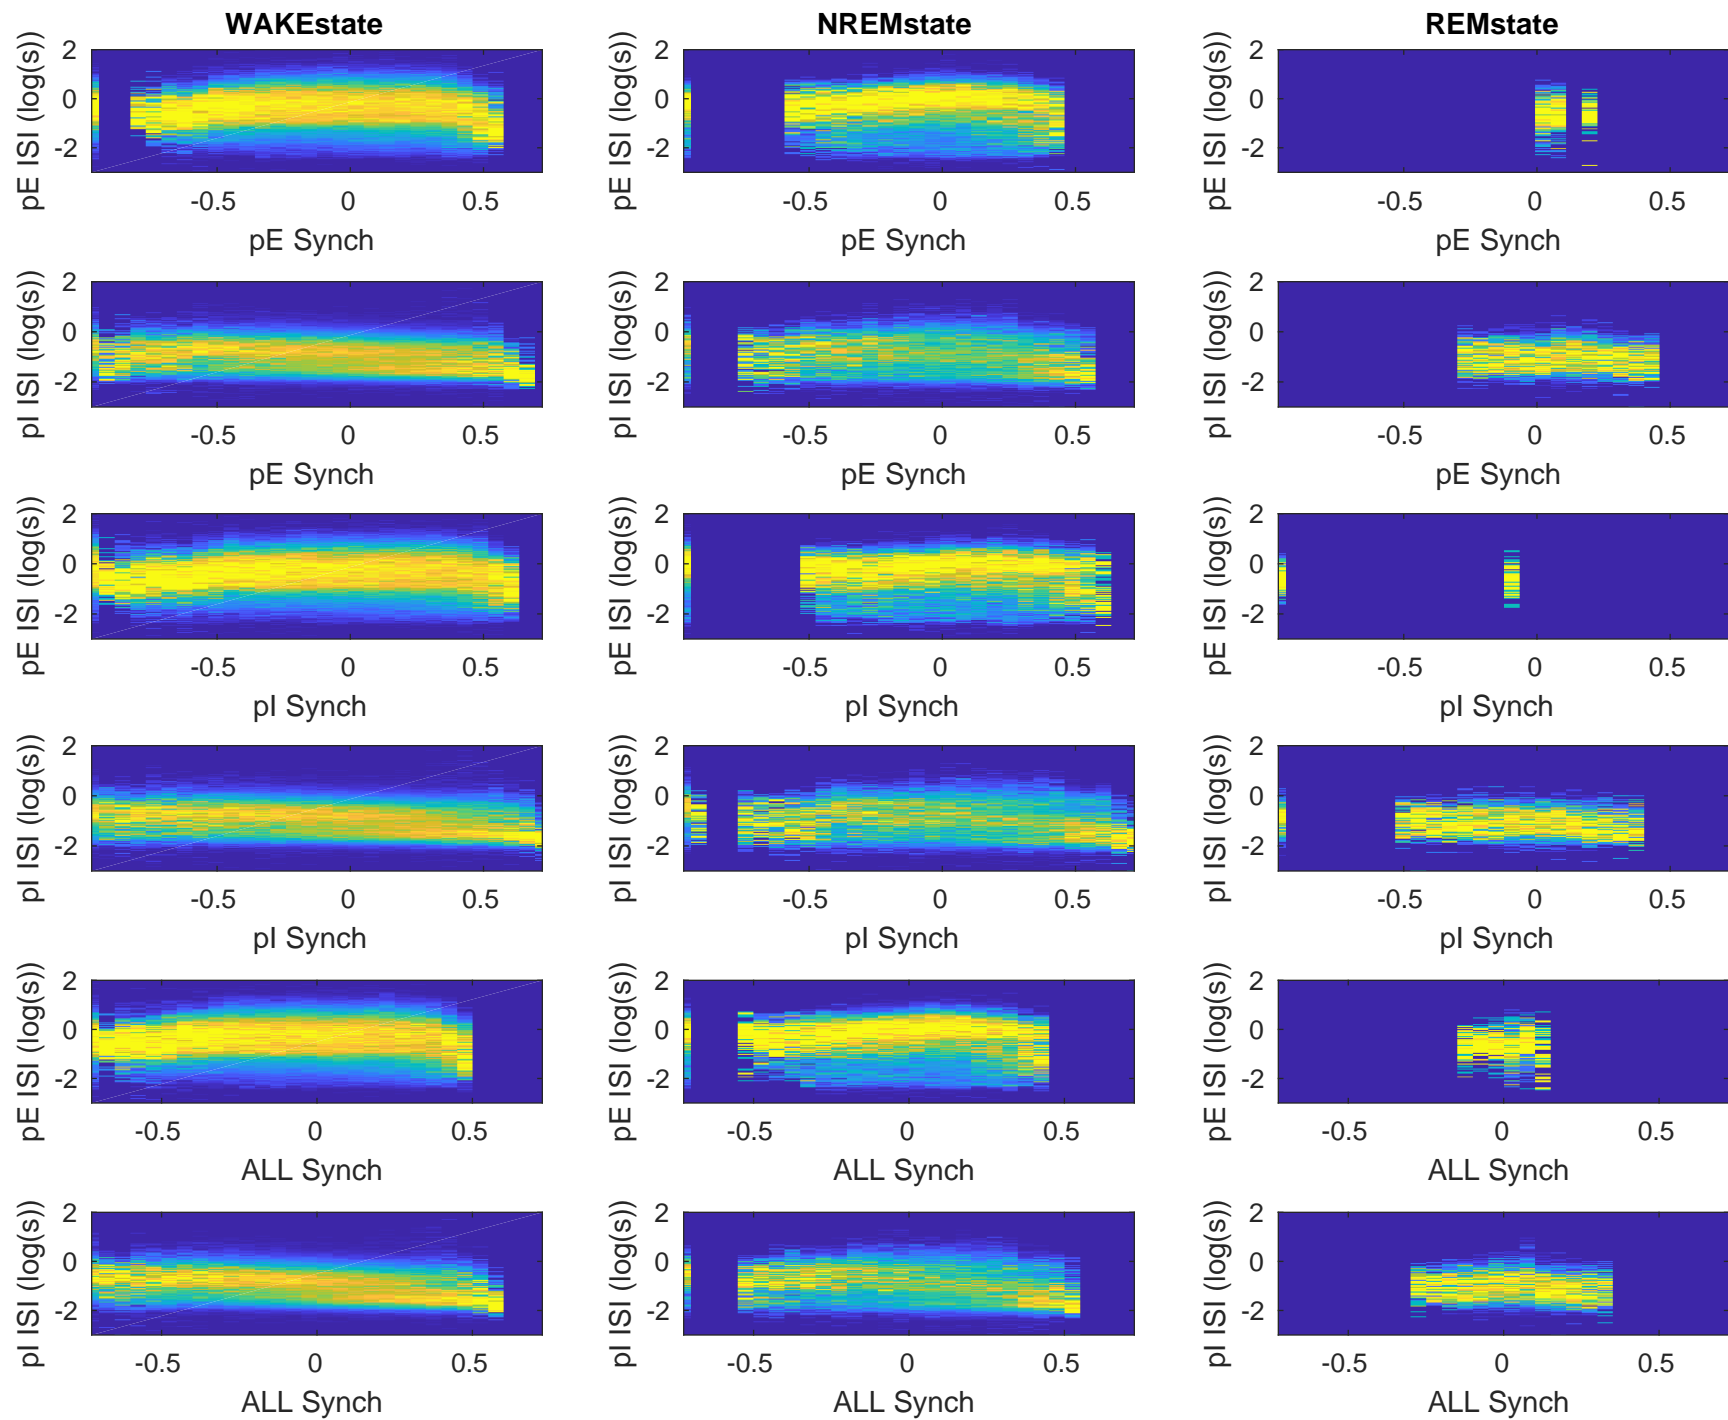 WAKEstate NREMstate REMstate
pE ISI (log(s)) 2 0 -2 pE ISI (log(s)) 2 0 -2 pE ISI (log(s)) 2 0 -2
-0.5 0 0.5 -0.5 0 0.5 -0.5 0 0.5
pE Synch pE Synch pE Synch
pI ISI (log(s)) 2 0 -2 pI ISI (log(s)) 2 0 -2 pI ISI (log(s)) 2 0 -2
-0.5 0 0.5 -0.5 0 0.5 -0.5 0 0.5
pE Synch pE Synch pE Synch
pE ISI (log(s)) 2 0 -2 pE ISI (log(s)) 2 0 -2 pE ISI (log(s)) 2 0 -2
-0.5 0 0.5 -0.5 0 0.5 -0.5 0 0.5
pI Synch pI Synch pI Synch
pI ISI (log(s)) 2 0 -2 pI ISI (log(s)) 2 0 -2 pI ISI (log(s)) 2 0 -2
-0.5 0 0.5 -0.5 0 0.5 -0.5 0 0.5
pI Synch pI Synch pI Synch
pE ISI (log(s)) 2 0 -2 pE ISI (log(s)) 2 0 -2 pE ISI (log(s)) 2 0 -2
-0.5 0 0.5 -0.5 0 0.5 -0.5 0 0.5
ALL Synch ALL Synch ALL Synch
pI ISI (log(s)) 2 0 -2 pI ISI (log(s)) 2 0 -2 pI ISI (log(s)) 2 0 -2
-0.5 0 0.5 -0.5 0 0.5 -0.5 0 0.5
ALL Synch ALL Synch ALL Synch